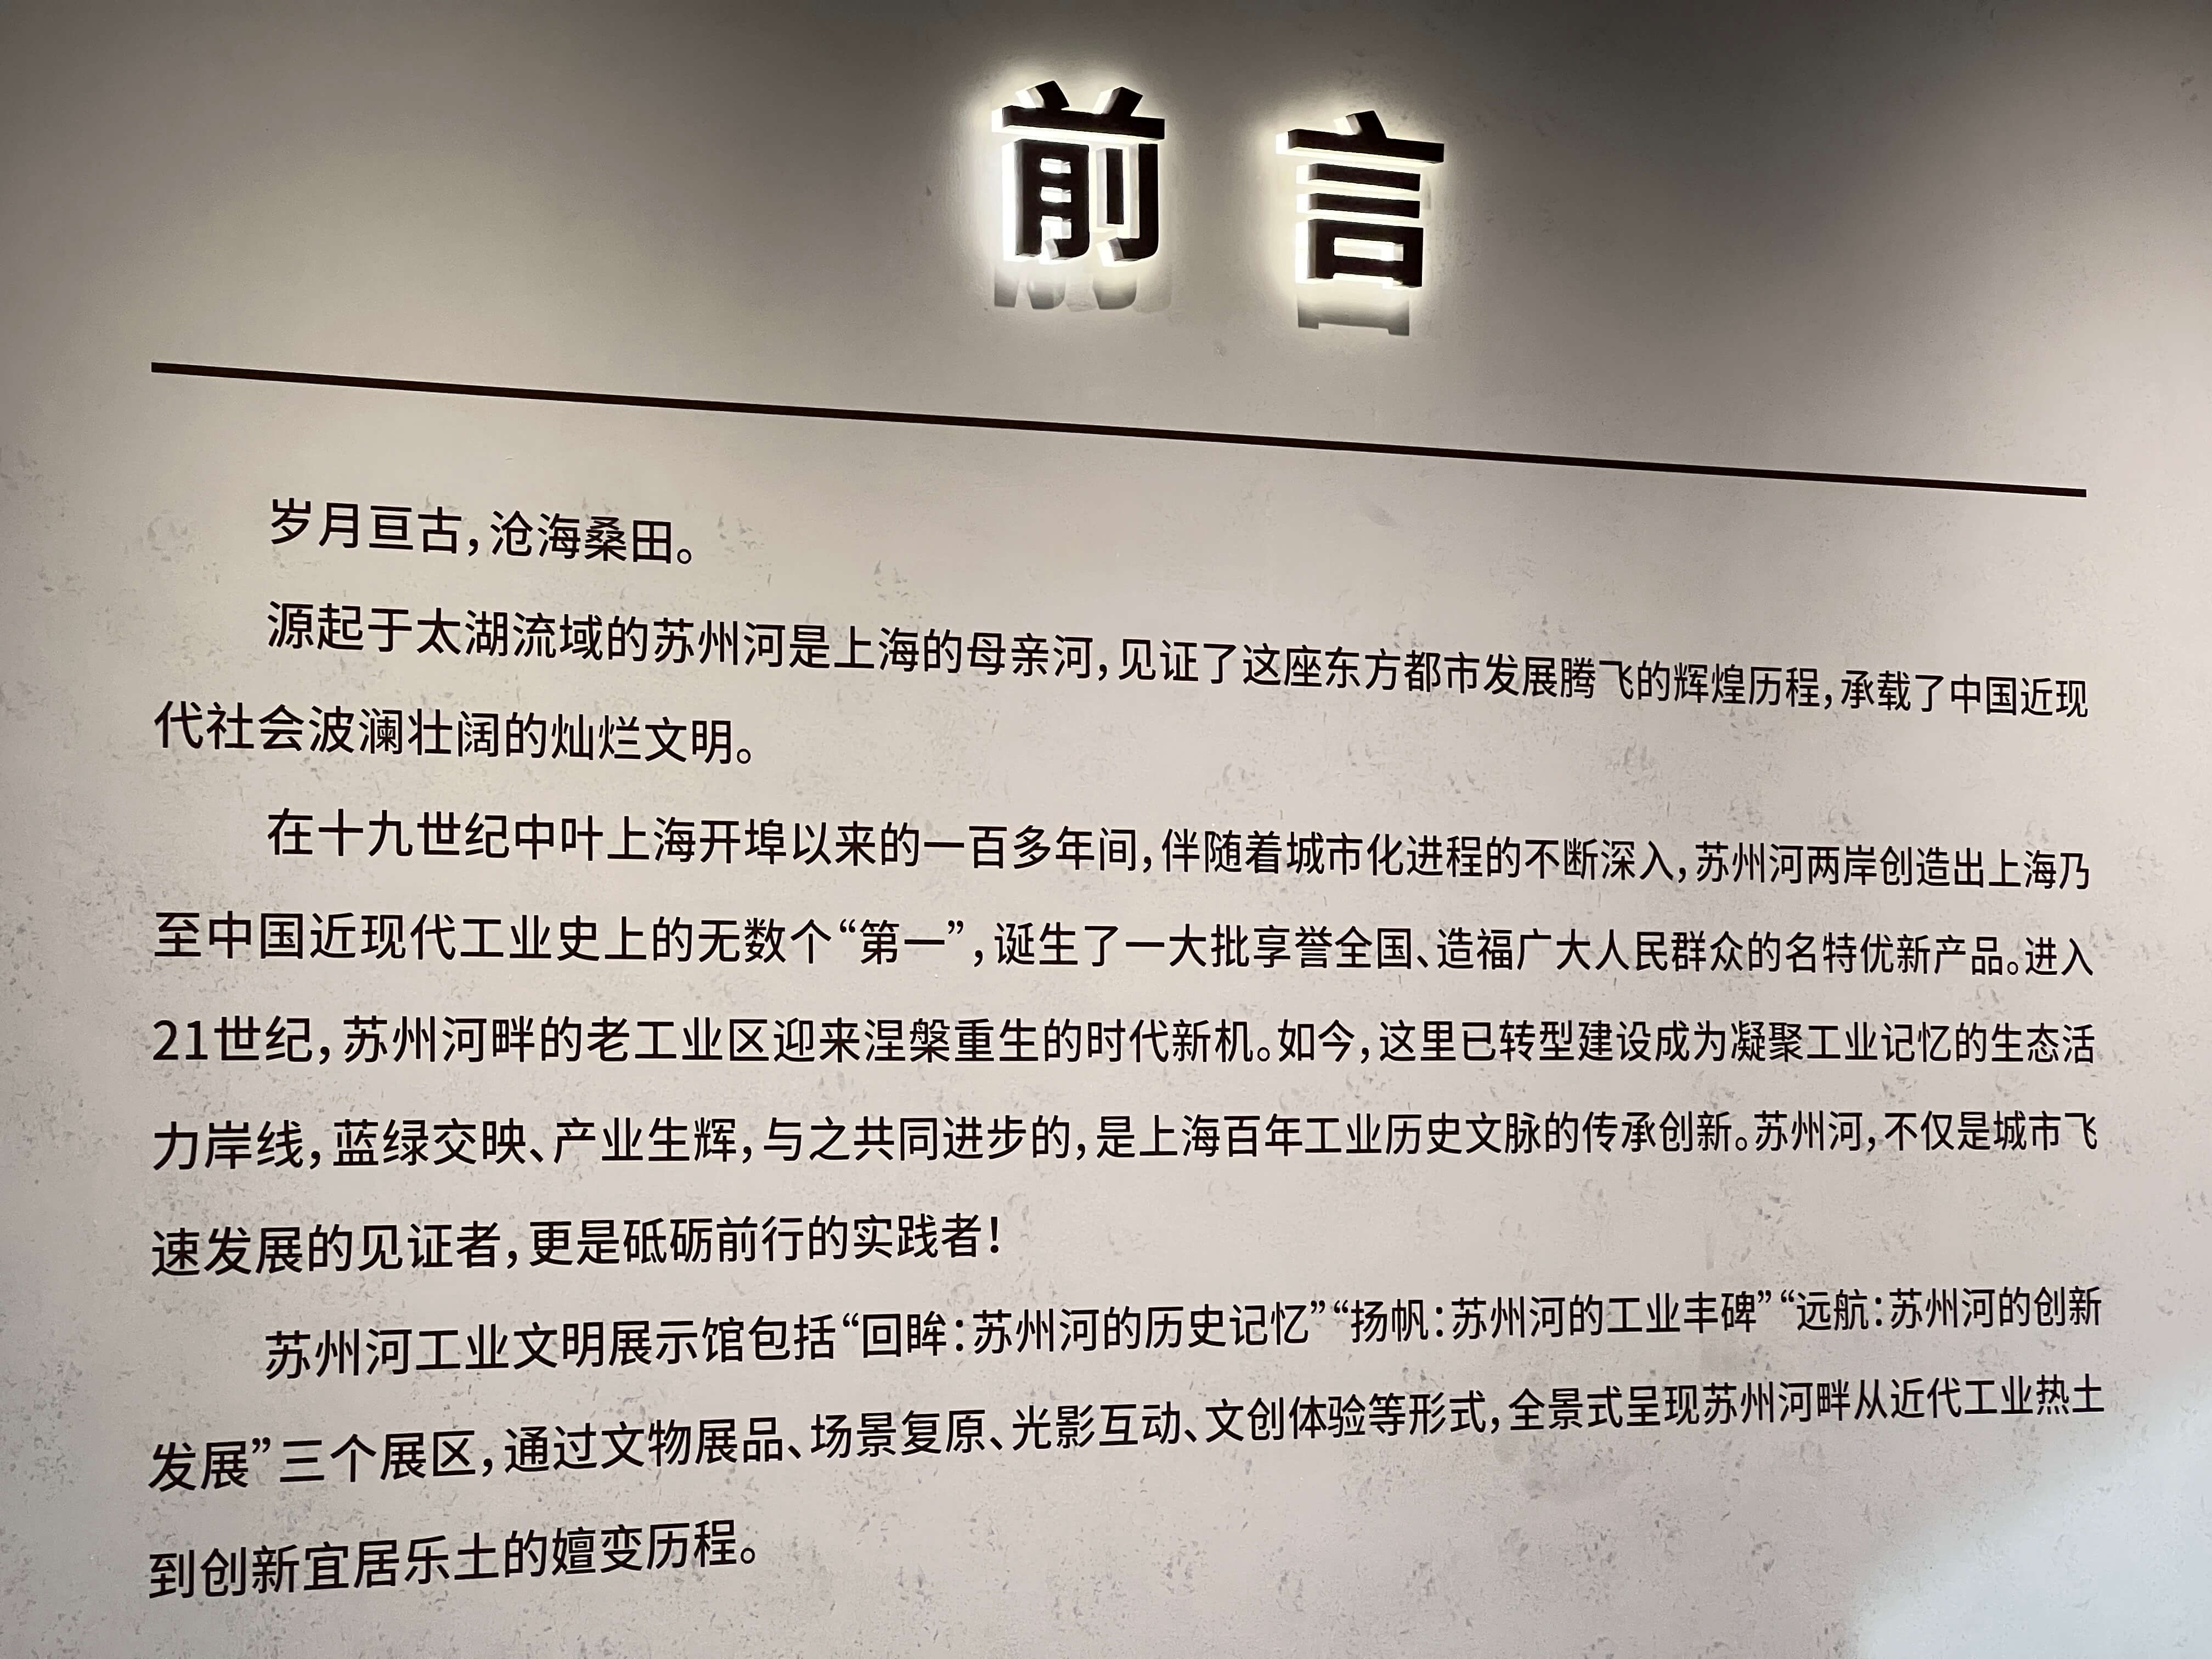 前言
岁月亘古，沧海桑田。
源起于太湖流域的苏州河是上海的母亲河，见证了这座东方都市发展腾飞的辉煌历程，承载了中国近现
代社会波澜壮阔的灿烂文明。
在十九世纪中叶上海开埠以来的一百多年间，伴随着城市化进程的不断深入，苏州河两岸创造出上海乃
至中国近现代工业史上的无数个“第一”，诞生了一大批享誉全国、造福广大人民群众的名特优新产品。进入
21世纪，苏州河畔的老工业区迎来涅槃重生的时代新机。如今，这里已转型建设成为凝聚工业记忆的生态活
力岸线，蓝绿交映、产业生辉，与之共同进步的，是上海百年工业历史文脉的传承创新。苏州河，不仅是城市飞
速发展的见证者，更是砥砺前行的实践者！
苏州河工业文明展示馆包括“回眸：苏州河的历史记忆”“扬帆：苏州河的工业丰碑”“远航：苏州河的创新
发展”三个展区，通过文物展品、场景复原、光影互动、文创体验等形式，全景式呈现苏州河畔从近代工业热土
到创新宜居乐土的嬗变历程。